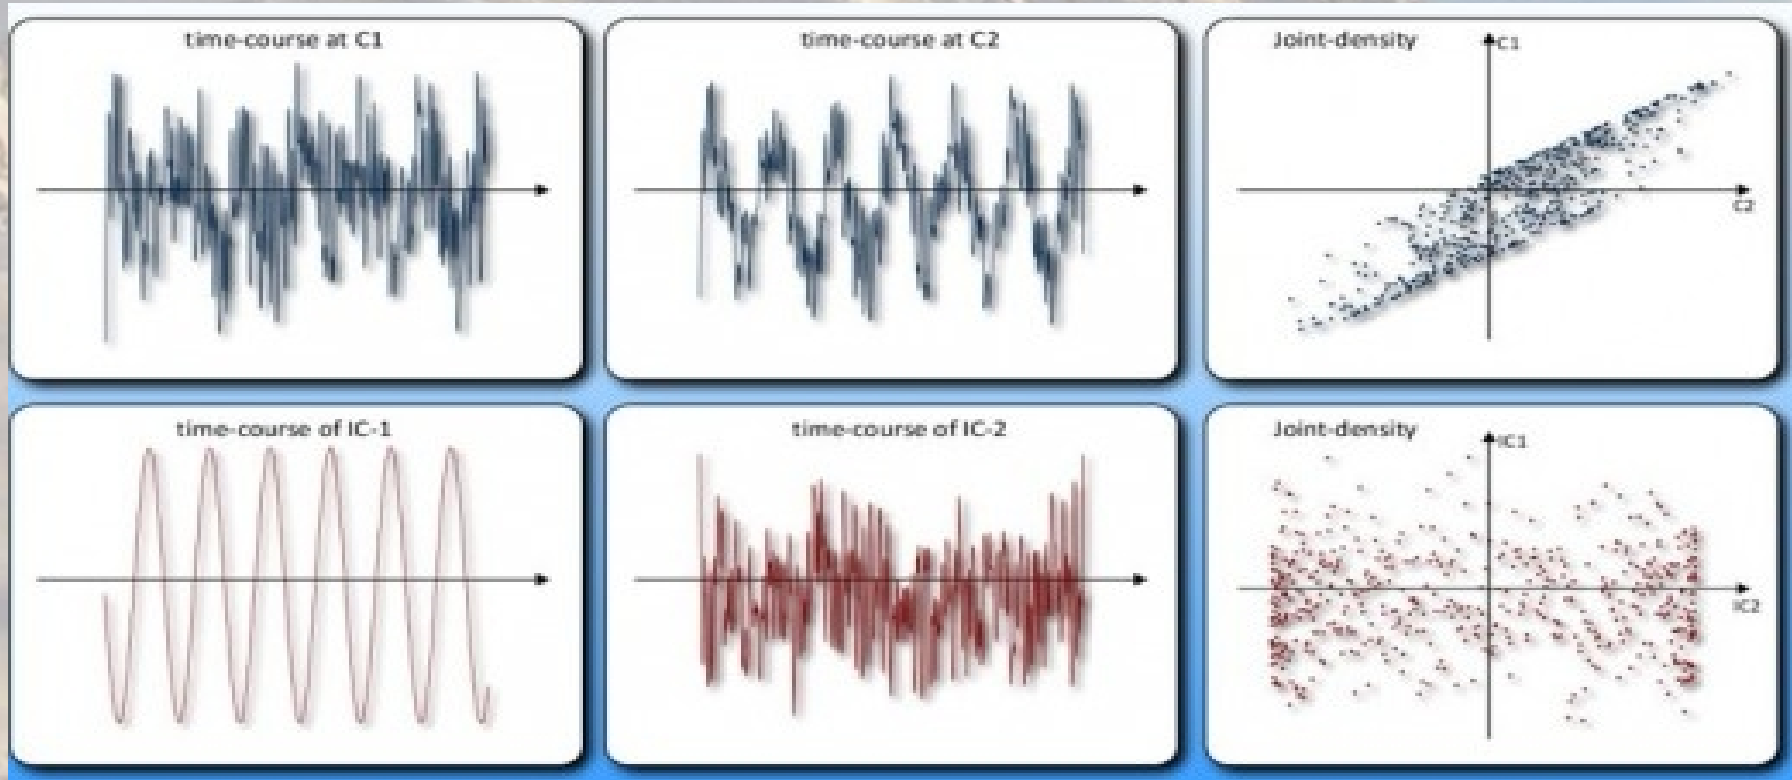 time-course at C1
time-course at C2
Joint-density
C1
C2
time-course of IC-1
time-course of IC-2
Joint-density
IC1
IC2